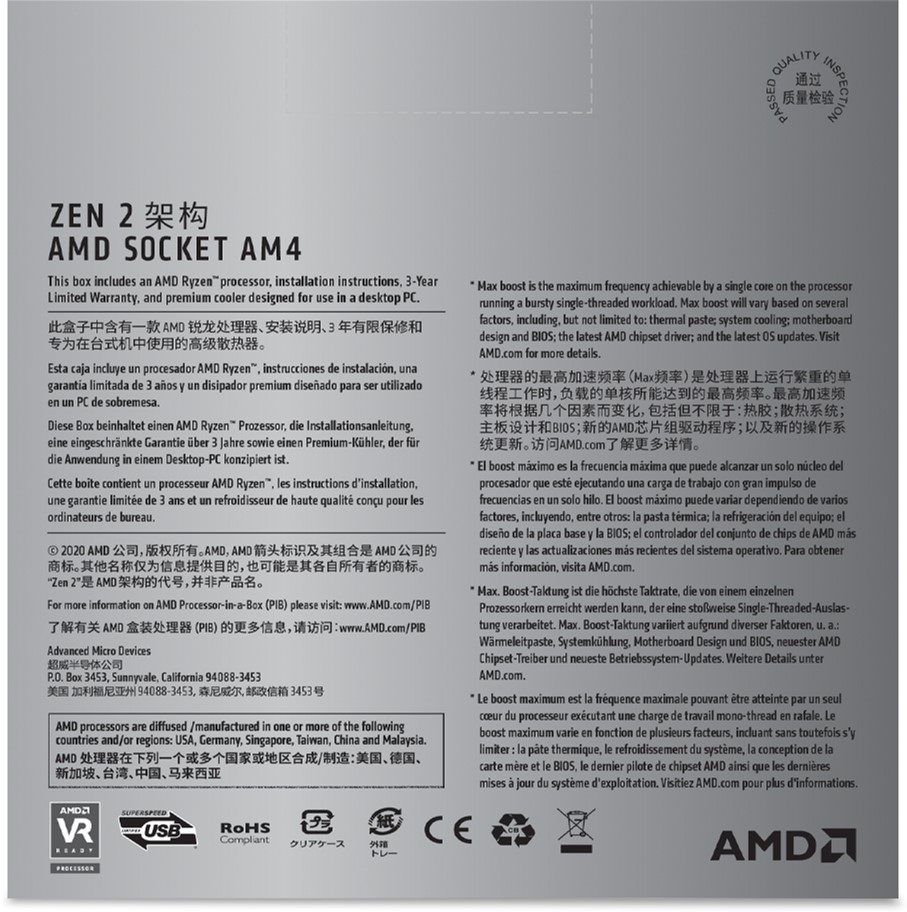 PASSED QUALITY INSPECTION
通过
质量检验
ZEN 2 架构
AMD SOCKET AM4
This box includes an AMD Ryzen™ processor, installation instructions, 3-Year
Limited Warranty, and premium cooler designed for use in a desktop PC.
此盒子中含有一款 AMD 锐龙处理器、安装说明、3 年有限保修和
专为在台式机中使用的高级散热器。
Esta caja incluye un procesador AMD Ryzen™, instrucciones de instalación, una
garantía limitada de 3 años y un disipador premium diseñado para ser utilizado
en un PC de sobremesa.
Diese Box beinhaltet einen AMD Ryzen™ Prozessor, die Installationsanleitung,
eine eingeschränkte Garantie über 3 Jahre sowie einen Premium-Kühler, der für
die Anwendung in einem Desktop-PC konzipiert ist.
Cette boîte contient un processeur AMD Ryzen™, les instructions d'installation,
une garantie limitée de 3 ans et un refroidisseur de haute qualité conçu pour les
ordinateurs de bureau.
© 2020 AMD 公司，版权所有。AMD, AMD 箭头标识及其组合是 AMD 公司的
商标。其他名称仅为信息提供目的，也可能是其各自所有者的商标。
"Zen 2"是 AMD 架构的代号，并非产品名。
For more information on AMD Processor-in-a-Box (PIB) please visit: www.AMD.com/PIB
了解有关 AMD 盒装处理器 (PIB) 的更多信息，请访问：www.AMD.com/PIB
Advanced Micro Devices
超威半导体公司
P.O. Box 3453, Sunnyvale, California 94088-3453
美国 加利福尼亚州 94088-3453, 森尼威尔, 邮政信箱 3453 号
AMD processors are diffused /manufactured in one or more of the following
countries and/or regions: USA, Germany, Singapore, Taiwan, China and Malaysia.
AMD 处理器在下列一个或多个国家或地区合成/制造：美国、德国、
新加坡、台湾、中国、马来西亚
* Max boost is the maximum frequency achievable by a single core on the processor
running a bursty single-threaded workload. Max boost will vary based on several
factors, including, but not limited to: thermal paste; system cooling; motherboard
design and BIOS; the latest AMD chipset driver; and the latest OS updates. Visit
AMD.com for more details.
* 处理器的最高加速频率（Max频率）是处理器上运行繁重的单
线程工作时，负载的单核所能达到的最高频率。最高加速频
率将根据几个因素而变化，包括但不限于：热胶；散热系统；
主板设计和BIOS；新的AMD芯片组驱动程序；以及新的操作系
统更新。访问AMD.com了解更多详情。
* El boost máximo es la frecuencia máxima que puede alcanzar un solo núcleo del
procesador que esté ejecutando una carga de trabajo con gran impulso de
frecuencias en un solo hilo. El boost máximo puede variar dependiendo de varios
factores, incluyendo, entre otros: la pasta térmica; la refrigeración del equipo; el
diseño de la placa base y la BIOS; el controlador del conjunto de chips de AMD más
reciente y las actualizaciones más recientes del sistema operativo. Para obtener
más información, visita AMD.com.
* Max. Boost-Taktung ist die höchste Taktrate, die von einem einzelnen
Prozessorkern erreicht werden kann, der eine stoßweise Single-Threaded-Auslas-
tung verarbeitet. Max. Boost-Taktung variiert aufgrund diverser Faktoren, u. a.:
Wärmeleitpaste, Systemkühlung, Motherboard Design und BIOS, neuester AMD
Chipset-Treiber und neueste Betriebssystem-Updates. Weitere Details unter
AMD.com.
* Le boost maximum est la fréquence maximale pouvant être atteinte par un seul
cœur du processeur exécutant une charge de travail mono-thread en rafale. Le
boost maximum varie en fonction de plusieurs facteurs, incluant sans toutefois s'y
limiter : la pâte thermique, le refroidissement du système, la conception de la
carte mère et le BIOS, le dernier pilote de chipset AMD ainsi que les dernières
mises à jour du système d'exploitation. Visitiez AMD.com pour plus d'informations.
AMD
VR
READY
PROCESSOR
SUPERSPEED
CERTIFIED USB
RoHS
Compliant
プラ
クリアケース
紙
外箱
トレー
CE
CB
AMD